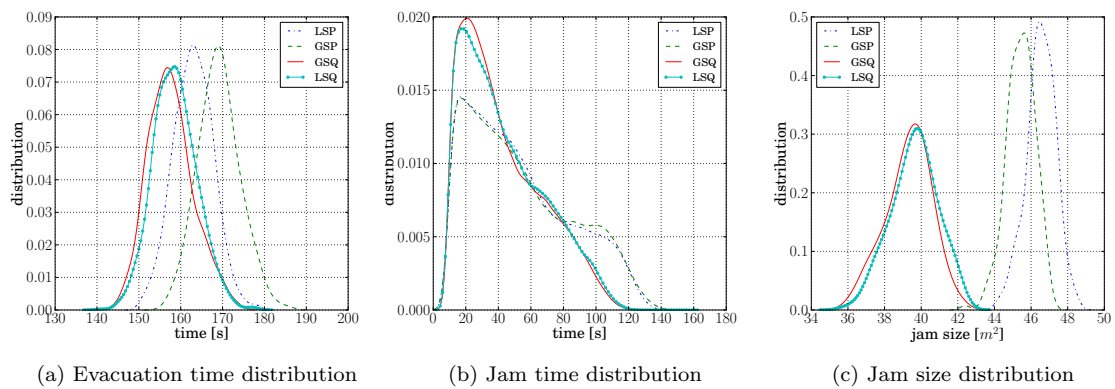 0.09
0.08
0.07
0.06
0.05
0.04
0.03
0.02
0.01
0.00
distribution
130 140 150 160 170 180 190 200
time [s]
LSP
GSP
GSQ
LSQ
(a) Evacuation time distribution
0.020
0.015
0.010
0.005
0.000
distribution
0 20 40 60 80 100 120 140 160 180
time [s]
LSP
GSP
GSQ
LSQ
(b) Jam time distribution
0.5
0.4
0.3
0.2
0.1
0.0
distribution
34 36 38 40 42 44 46 48 50
jam size [m²]
LSP
GSP
GSQ
LSQ
(c) Jam size distribution